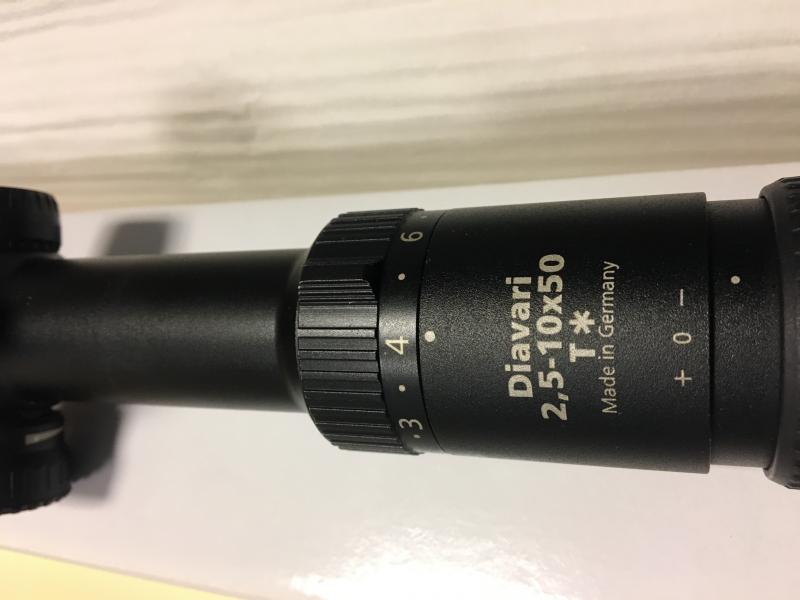 Diavari
2,5-10x50
T*
Made in Germany
+ 0 –
3 • 4 • 6